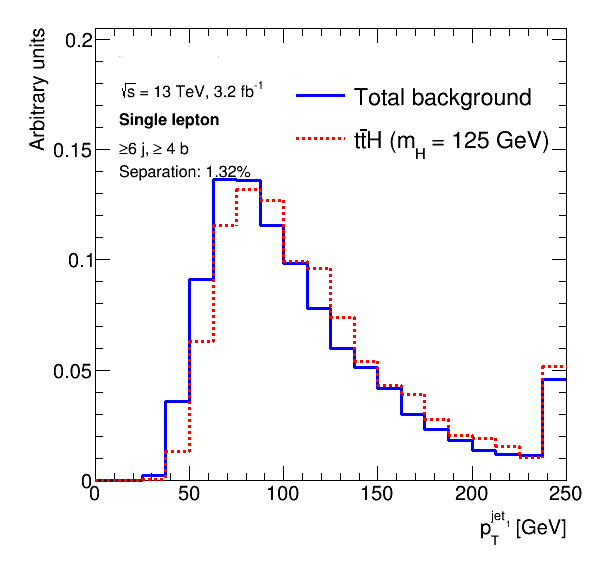 Arbitrary units
0.2
0.15
0.1
0.05
0
√s = 13 TeV, 3.2 fb⁻¹
Single lepton
≥6 j, ≥ 4 b
Separation: 1.32%
Total background
tt̄H (m_H = 125 GeV)
0 50 100 150 200 250
p_T^jet₁ [GeV]